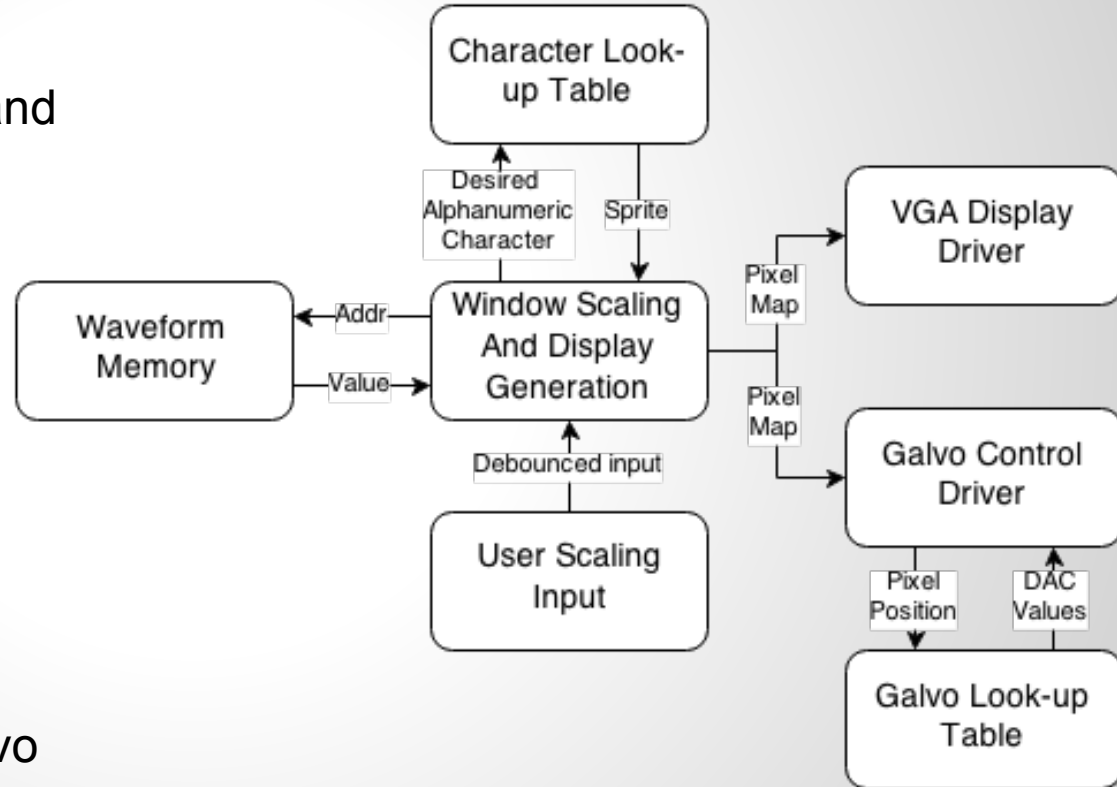 and
Character Look-
up Table
Desired
Alphanumeric
Character
Sprite
VGA Display
Driver
Pixel
Map
Waveform
Memory
Addr
Value
Window Scaling
And Display
Generation
Pixel
Map
Debounced input
Galvo Control
Driver
User Scaling
Input
Pixel
Position
DAC
Values
Galvo Look-up
Table
vo